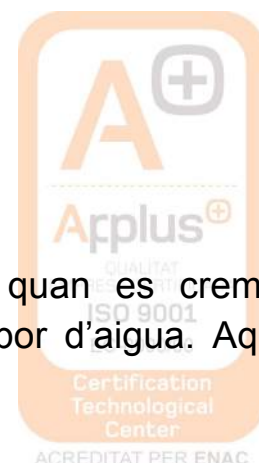 A+
Applus+
QUALITAT
quan es crem
ISO 9001
por d’aigua. Aq
Certification
Technological
Center
ACREDITAT PER ENAC